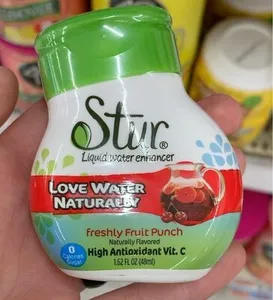 Stur®
Liquid water enhancer
LOVE WATER
NATURALLY
freshly Fruit Punch
Naturally Flavored
High Antioxidant Vit. C
0
Calories
1.62 FL OZ (48ml)